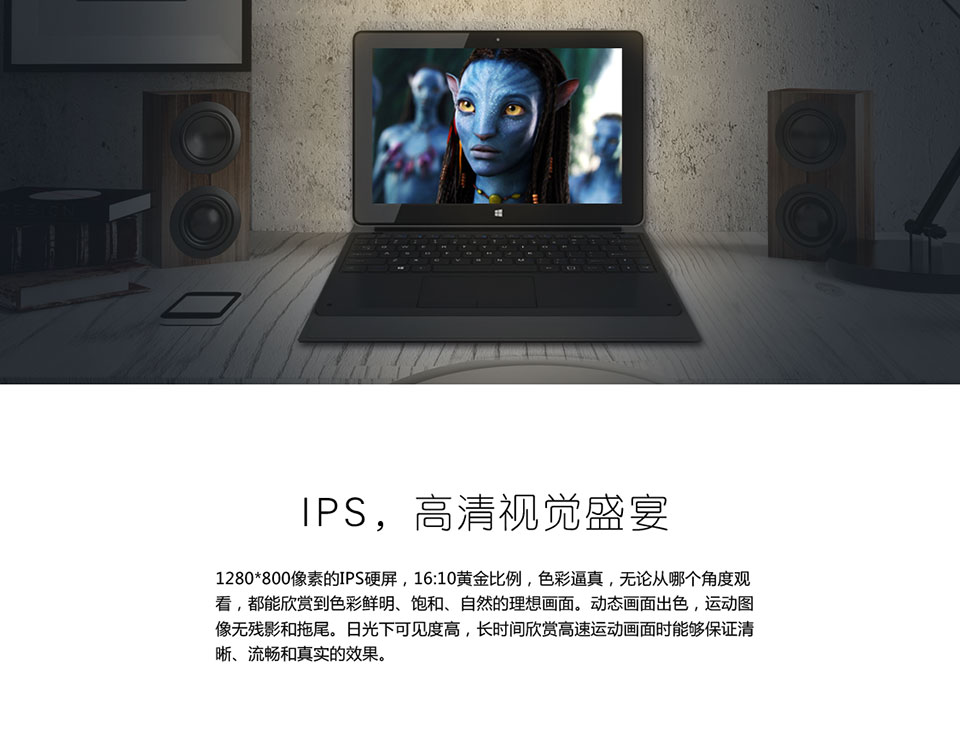 DESIGN
IPS，高清视觉盛宴
1280*800像素的IPS硬屏，16:10黄金比例，色彩逼真，无论从哪个角度观
看，都能欣赏到色彩鲜明、饱和、自然的理想画面。动态画面出色，运动图
像无残影和拖尾。日光下可见度高，长时间欣赏高速运动画面时能够保证清
晰、流畅和真实的效果。